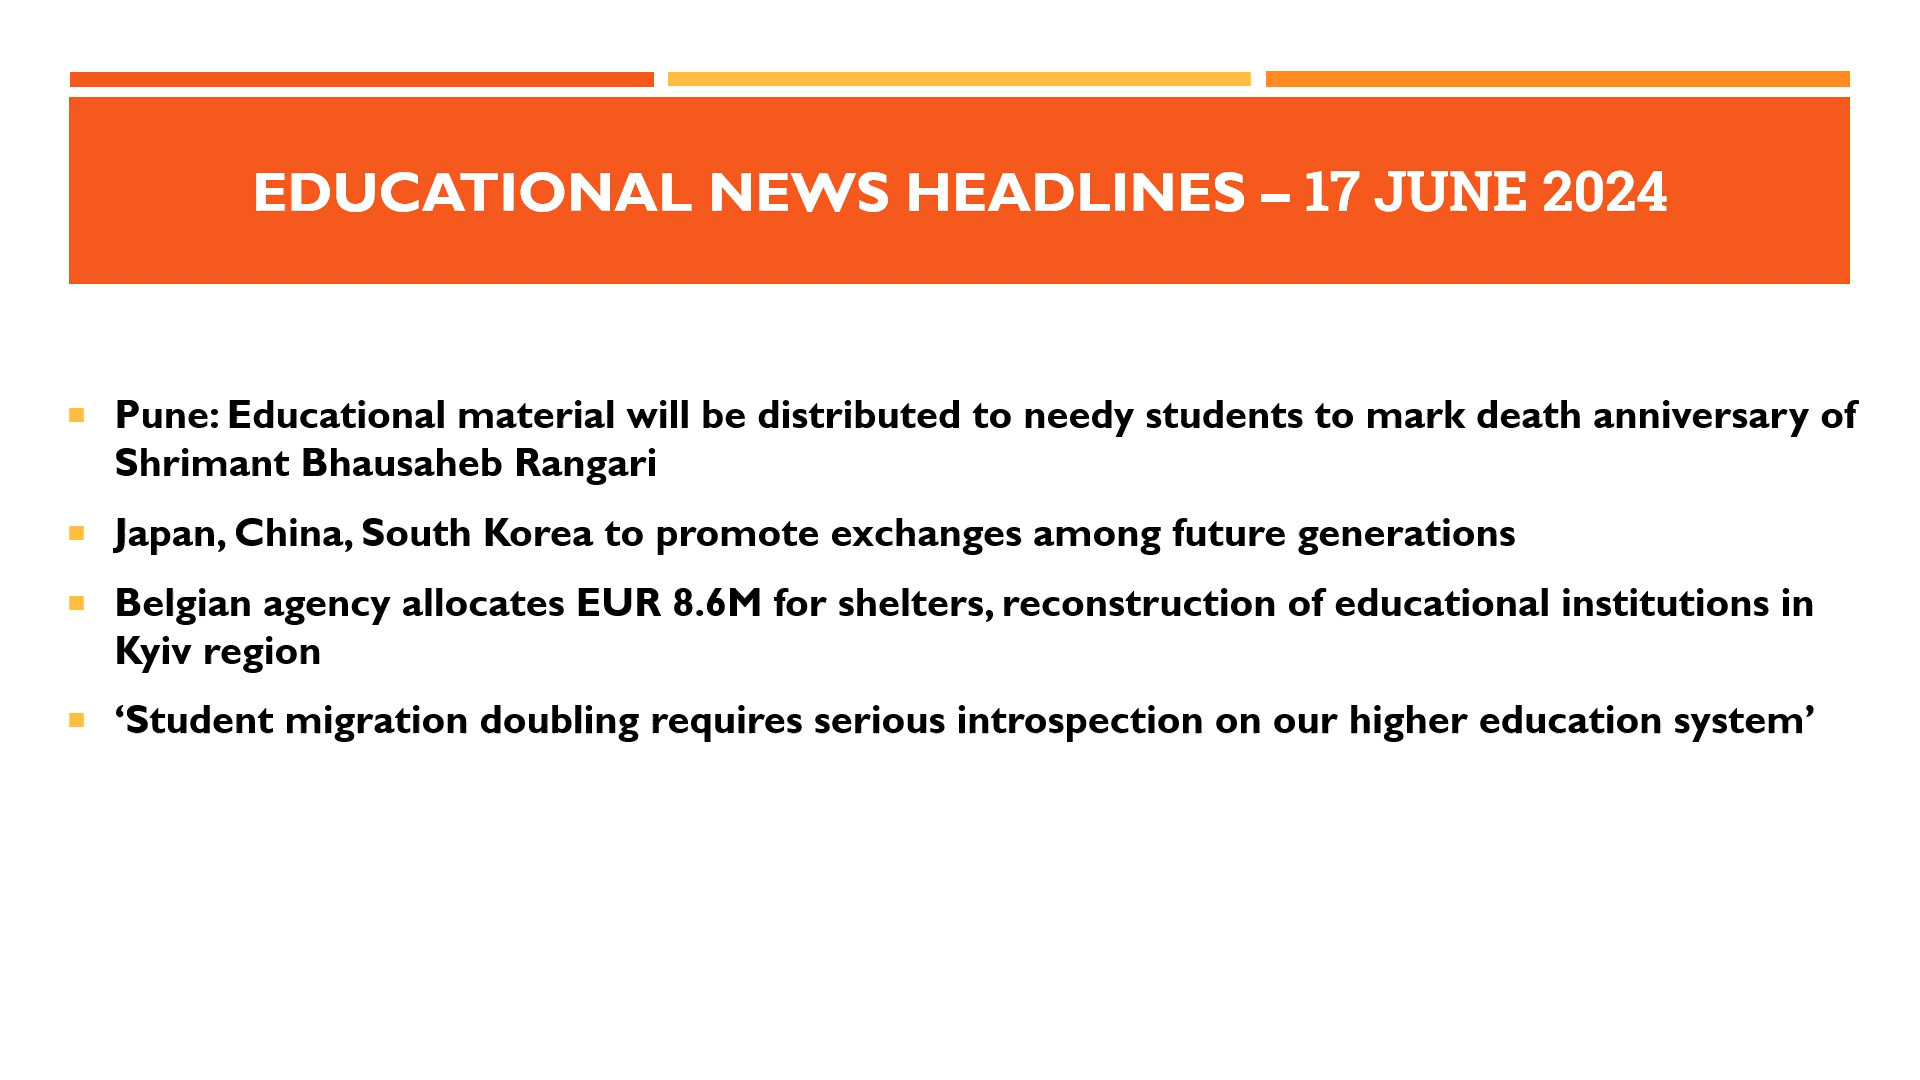 EDUCATIONAL NEWS HEADLINES – 17 JUNE 2024
Pune: Educational material will be distributed to needy students to mark death anniversary of
Shrimant Bhausaheb Rangari
Japan, China, South Korea to promote exchanges among future generations
Belgian agency allocates EUR 8.6M for shelters, reconstruction of educational institutions in
Kyiv region
‘Student migration doubling requires serious introspection on our higher education system’